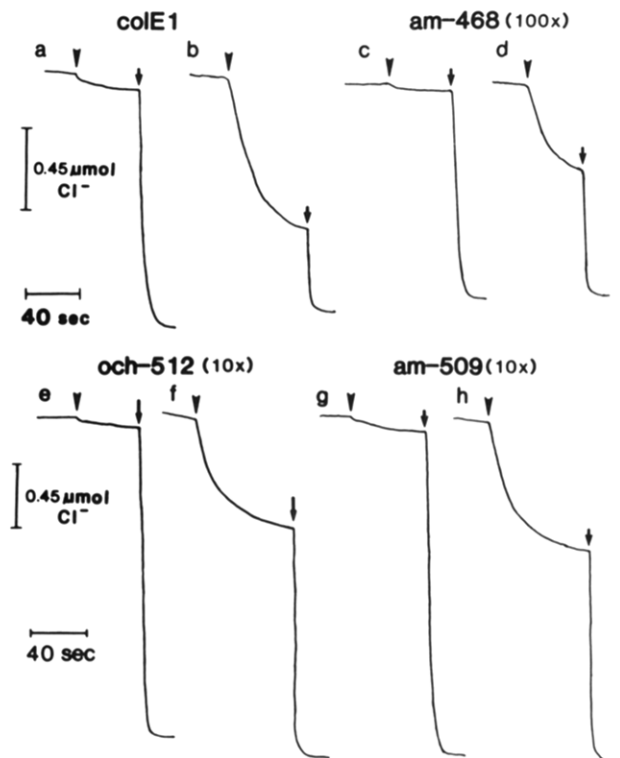 colE1 am-468 (100x)
a b c d
0.45 µmol
Cl⁻
40 sec
och-512 (10x) am-509 (10x)
e f g h
0.45 µmol
Cl⁻
40 sec